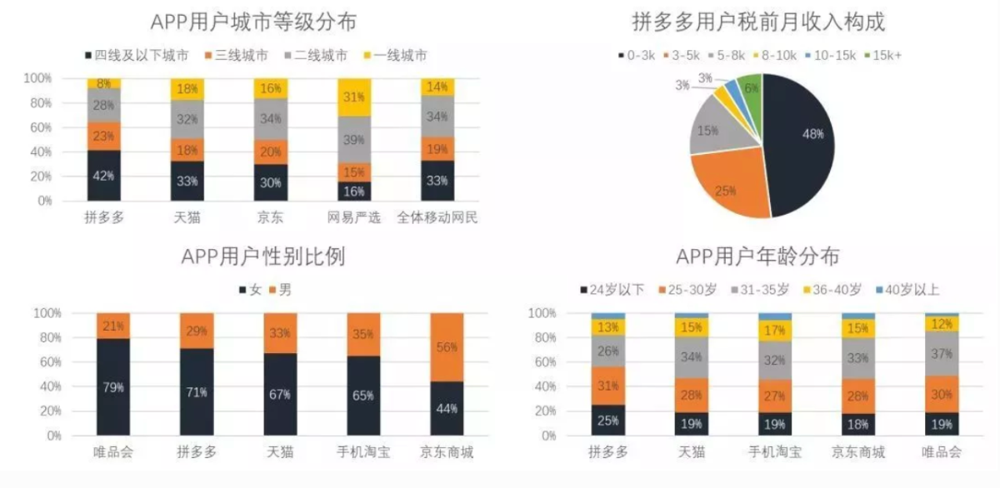 APP用户城市等级分布
四线及以下城市 三线城市 二线城市 一线城市
100% 8% 18% 16% 31% 14%
80% 28% 32% 34% 39% 34%
60% 23% 18% 20% 15% 19%
40% 42% 33% 30% 16% 33%
20%
0%
拼多多 天猫 京东 网易严选 全体移动网民
拼多多用户税前月收入构成
0-3k 3-5k 5-8k 8-10k 10-15k 15k+
3%
3% 6%
15% 48%
25%
APP用户性别比例
女 男
100%
21% 29% 33% 35% 56%
80%
60%
79% 71% 67% 65% 44%
40%
20%
0%
唯品会 拼多多 天猫 手机淘宝 京东商城
APP用户年龄分布
24岁以下 25-30岁 31-35岁 36-40岁 40岁以上
100%
13% 15% 17% 15% 12%
80%
26% 34% 32% 33% 37%
60%
31% 28% 27% 28% 30%
40%
25% 19% 19% 18% 19%
20%
0%
拼多多 天猫 手机淘宝 京东商城 唯品会